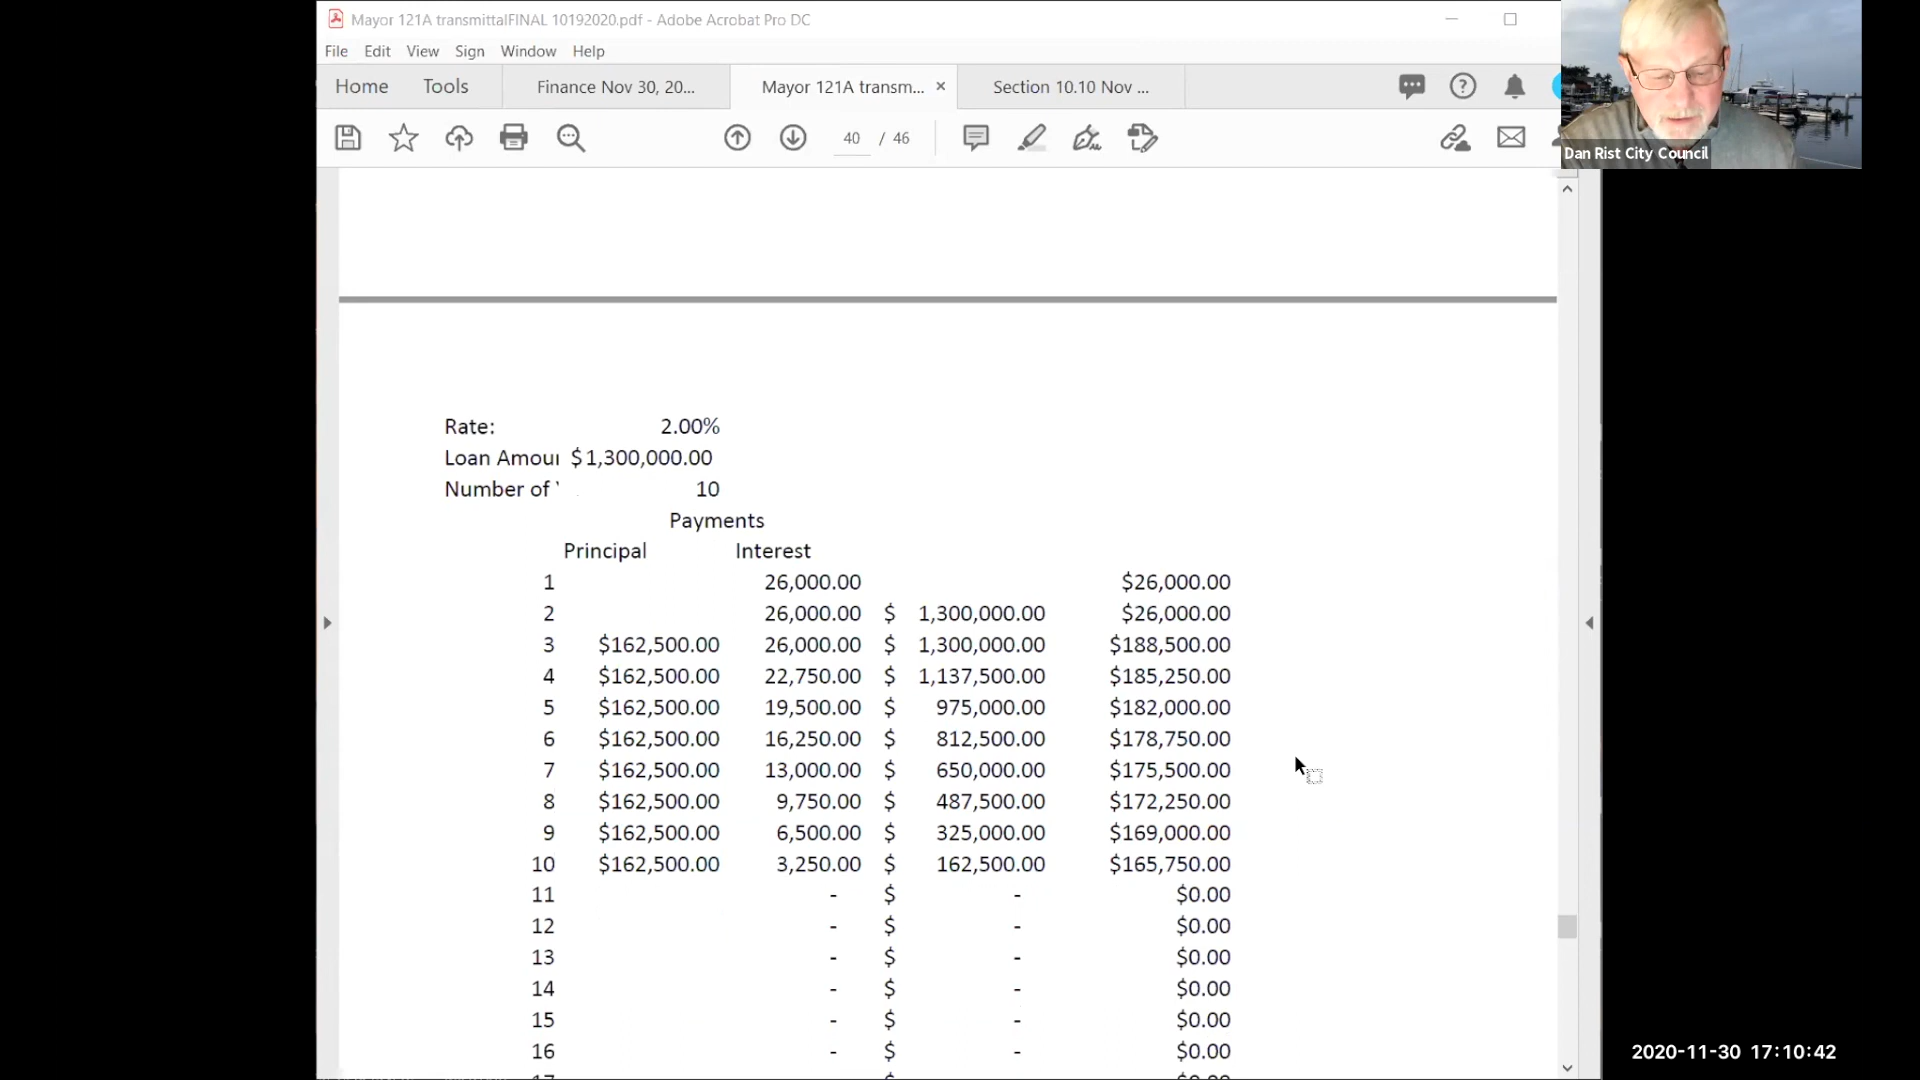 Mayor 121A transmittalFINAL 10192020.pdf - Adobe Acrobat Pro DC
File Edit View Sign Window Help
Home Tools Finance Nov 30, 20... Mayor 121A transm... × Section 10.10 Nov ...
40 / 46
Dan Rist City Council
Rate: 2.00%
Loan Amou $ 1,300,000.00
Number of 10
Payments
Principal Interest
1 26,000.00 $26,000.00
2 26,000.00 $ 1,300,000.00 $26,000.00
3 $162,500.00 26,000.00 $ 1,300,000.00 $188,500.00
4 $162,500.00 22,750.00 $ 1,137,500.00 $185,250.00
5 $162,500.00 19,500.00 $ 975,000.00 $182,000.00
6 $162,500.00 16,250.00 $ 812,500.00 $178,750.00
7 $162,500.00 13,000.00 $ 650,000.00 $175,500.00
8 $162,500.00 9,750.00 $ 487,500.00 $172,250.00
9 $162,500.00 6,500.00 $ 325,000.00 $169,000.00
10 $162,500.00 3,250.00 $ 162,500.00 $165,750.00
11 - $ - $0.00
12 - $ - $0.00
13 - $ - $0.00
14 - $ - $0.00
15 - $ - $0.00
16 - $ - $0.00
2020-11-30 17:10:42